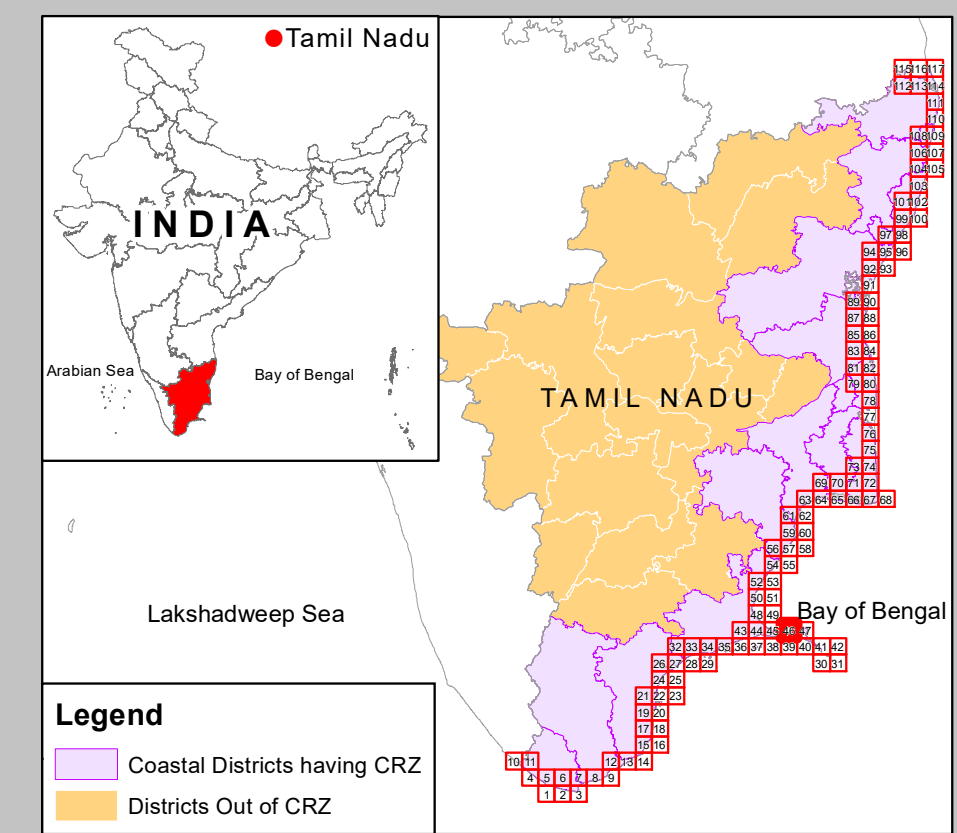 Tamil Nadu
INDIA
Arabian Sea
Bay of Bengal
TAMIL NADU
Lakshadweep Sea
Bay of Bengal
115 116 117
112 113 114
111
110
108 109
106 107
104 105
103
101 102
99 100
97 98
94 95 96
92 93
91
89 90
87 88
85 86
83 84
81 82
79 80
78
77
76
75
73 74
69 70 71 72
63 64 65 66 67 68
61 62
59 60
56 57 58
54 55
52 53
50 51
48 49
43 44 45 46 47
32 33 34 35 36 37 38 39 40 41 42
26 27 28 29 30 31
24 25
21 22 23
19 20
17 18
15 16
10 11 12 13 14
4 5 6 7 8 9
1 2 3
Legend
Coastal Districts having CRZ
Districts Out of CRZ